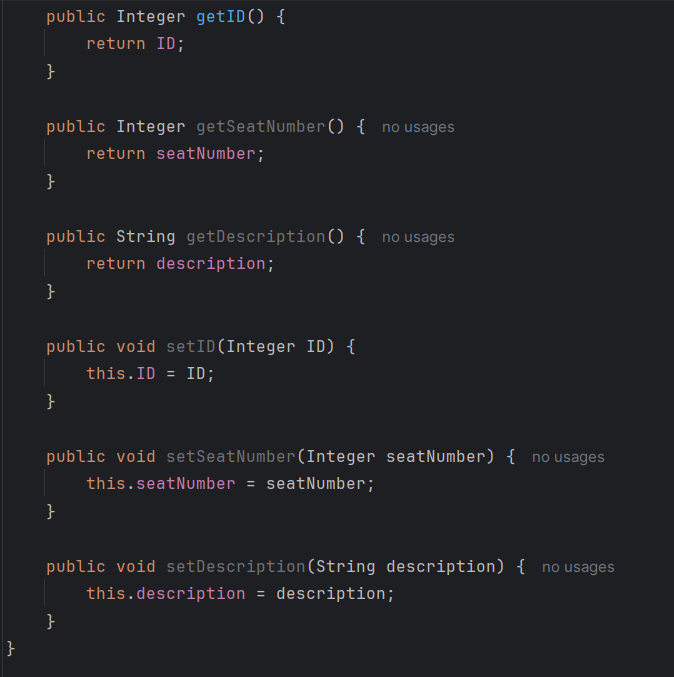 public Integer getID() {
return ID;
}
public Integer getSeatNumber() { no usages
return seatNumber;
}
public String getDescription() { no usages
return description;
}
public void setID(Integer ID) {
this.ID = ID;
}
public void setSeatNumber(Integer seatNumber) { no usages
this.seatNumber = seatNumber;
}
public void setDescription(String description) { no usages
this.description = description;
}
}